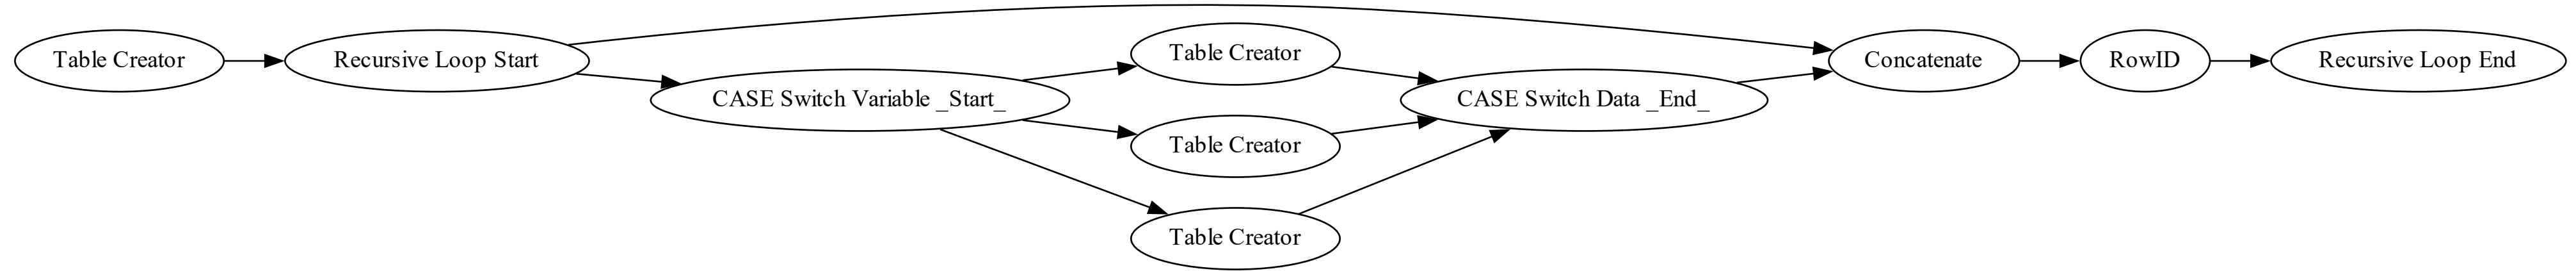 Table Creator
Recursive Loop Start
CASE Switch Variable _Start_
Table Creator
Table Creator
Table Creator
CASE Switch Data _End_
Concatenate
RowID
Recursive Loop End